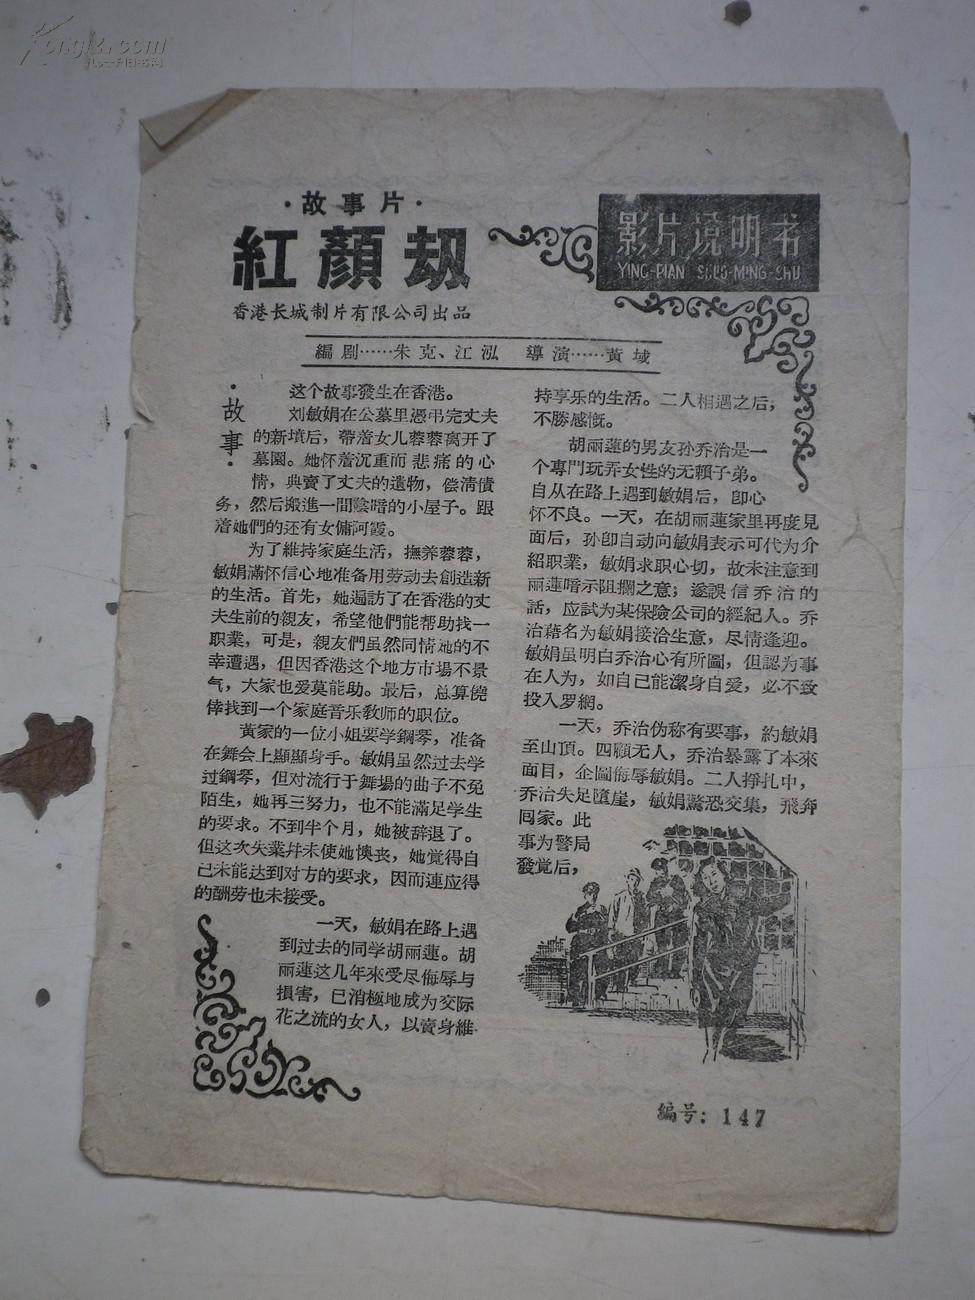 ·故事片·
紅顏刼
香港长城制片有限公司出品
影片说明书
YING-PIAN SHUO-MING-SHU
編劇……朱克、江泓 導演……黃域
·故事·
这个故事發生在香港。
刘敏娟在公墓里憑弔完丈夫
的新墳后，帶着女儿蓉蓉离开了
墓園。她怀着沉重而悲痛的心
情，典賣了丈夫的遺物，偿清債
务，然后搬進一間陰暗的小屋子。跟
着她們的还有女傭阿霞。
为了維持家庭生活，撫养蓉蓉，
敏娟滿怀信心地准备用劳动去創造新
的生活。首先，她遍訪了在香港的丈
夫生前的親友，希望他們能帮助找一
职業，可是，親友們虽然同情她的不
幸遭遇，但因香港这个地方市場不景
气，大家也爱莫能助。最后，总算僥
倖找到一个家庭音乐教师的职位。
黃家的一位小姐要学鋼琴，准备
在舞会上顯顯身手。敏娟虽然过去学
过鋼琴，但对流行于舞場的曲子不免
陌生，她再三努力，也不能滿足学生
的要求。不到半个月，她被辞退了。
但这次失業幷未使她懊丧，她覺得自
己未能达到对方的要求，因而連应得
的酬劳也未接受。
一天，敏娟在路上遇
到过去的同学胡丽蓮。胡
丽蓮这几年來受尽侮辱与
損害，已消極地成为交际
花之流的女人，以賣身維
持享乐的生活。二人相遇之后，
不勝感慨。
胡丽蓮的男友孙乔治是一
个專門玩弄女性的无賴子弟。
自从在路上遇到敏娟后，卽心
怀不良。一天，在胡丽蓮家里再度見
面后，孙卽自动向敏娟表示可代为介
紹职業，敏娟求职心切，故未注意到
丽蓮暗示阻攔之意；遂誤信乔治的
話，应試为某保險公司的經紀人。乔
治藉名为敏娟接洽生意，尽情逢迎。
敏娟虽明白乔治心有所圖，但認为事
在人为，如自己能潔身自爱，必不致
投入罗網。
一天，乔治伪称有要事，約敏娟
至山頂。四顧无人，乔治暴露了本來
面目，企圖侮辱敏娟。二人掙扎中，
乔治失足墮崖，敏娟驚恐交集，飛奔
囘家。此
事为警局
發覚后，
编号：147